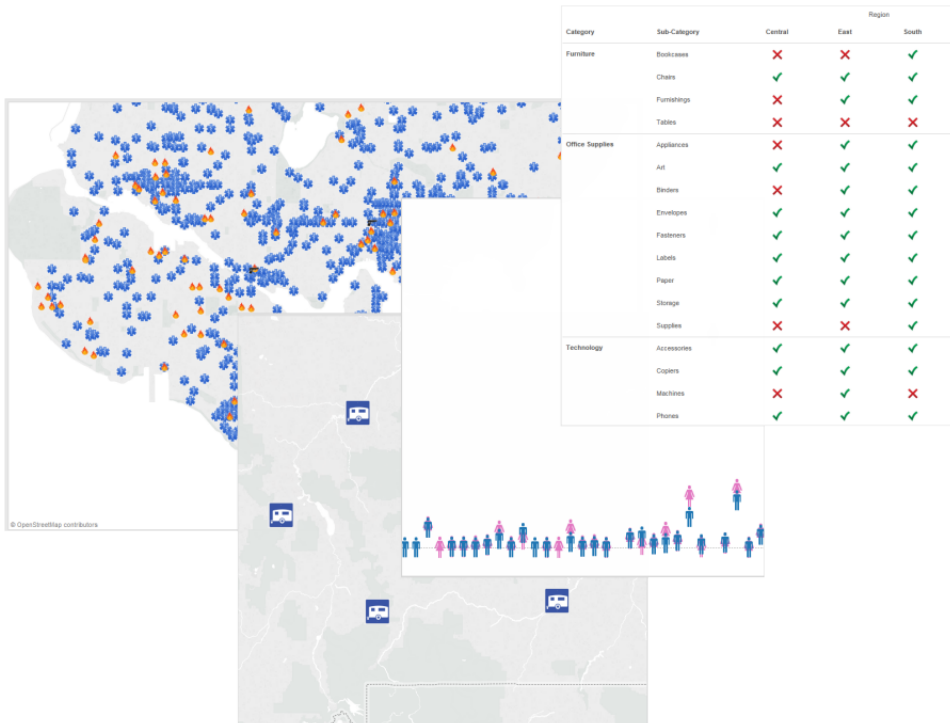 Region
Category Sub-Category Central East South
Furniture Bookcases
Chairs
Furnishings
Tables
Office Supplies Appliances
Art
Binders
Envelopes
Fasteners
Labels
Paper
Storage
Supplies
Technology Accessories
Copiers
Machines
Phones
© OpenStreetMap contributors